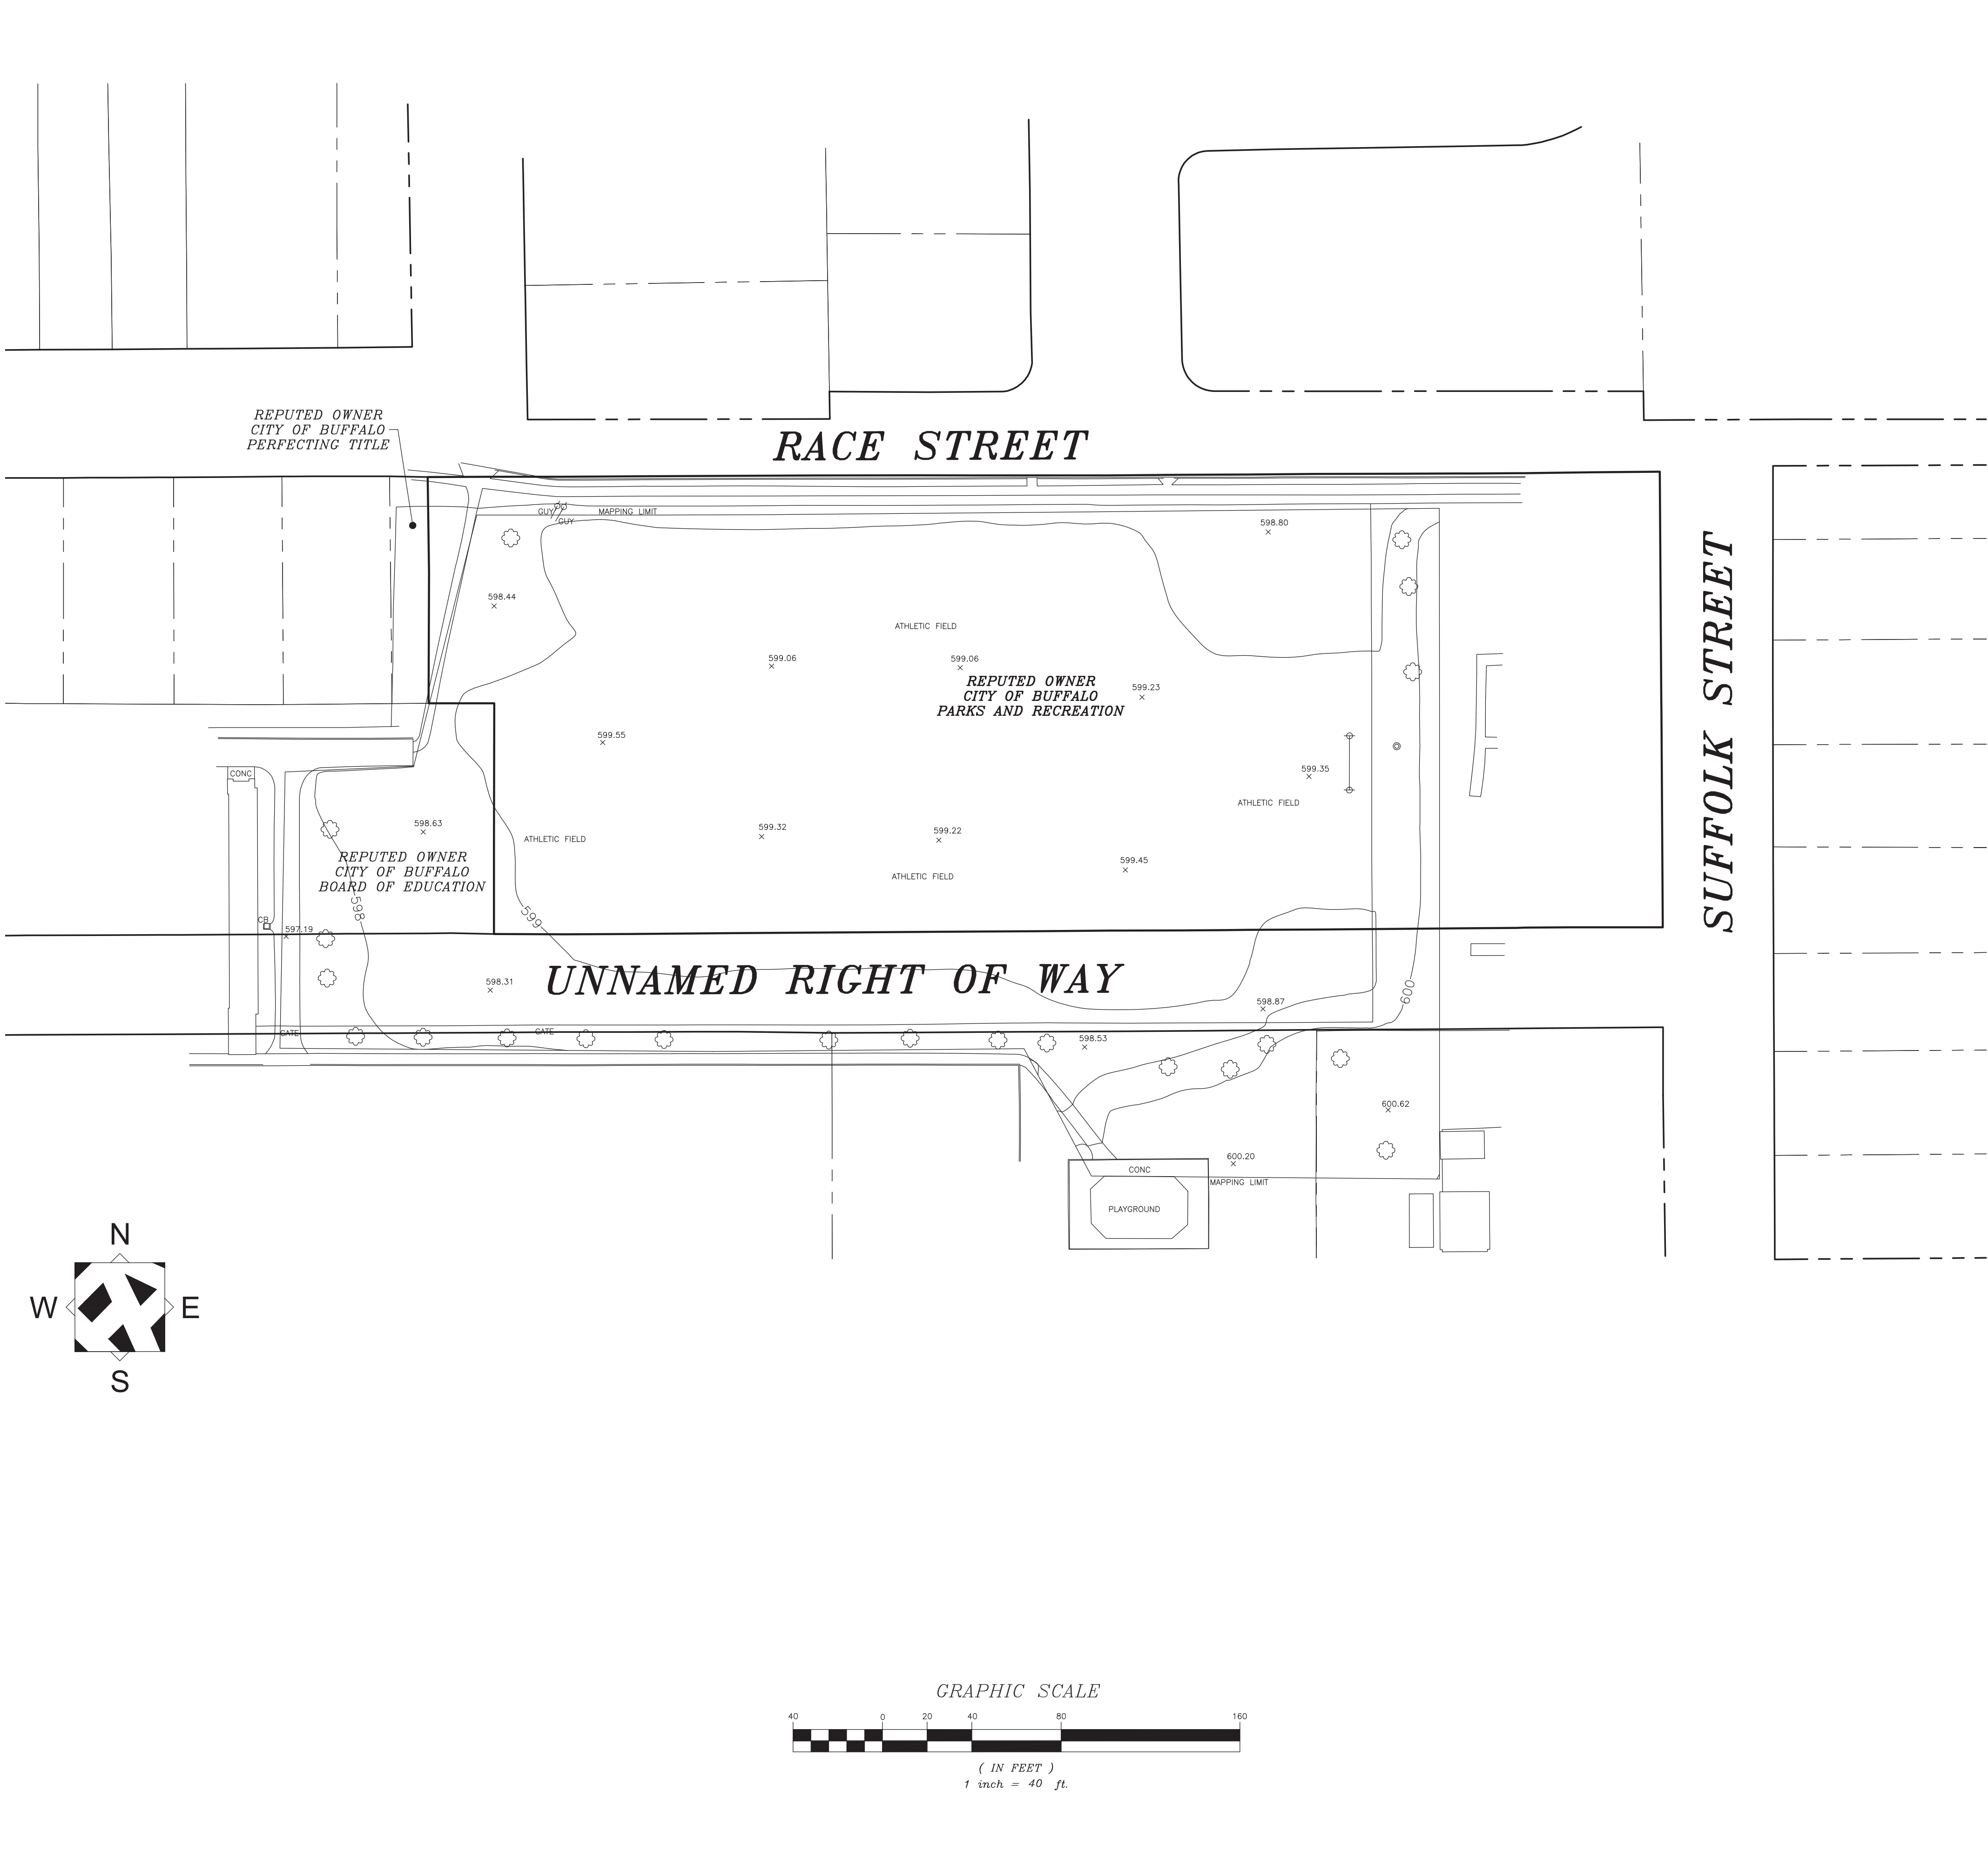 REPUTED OWNER
CITY OF BUFFALO
PERFECTING TITLE
RACE STREET
GUY
GUY
MAPPING LIMIT
598.80
SUFFOLK STREET
598.44
ATHLETIC FIELD
599.06
599.06
REPUTED OWNER
CITY OF BUFFALO
PARKS AND RECREATION
599.23
599.55
599.35
CONC
ATHLETIC FIELD
598.63
599.32
599.22
ATHLETIC FIELD
REPUTED OWNER
CITY OF BUFFALO
BOARD OF EDUCATION
599.45
ATHLETIC FIELD
598
599
CB
597.19
UNNAMED RIGHT OF WAY
598.31
600
598.87
GATE
GATE
598.53
600.62
600.20
CONC
MAPPING LIMIT
PLAYGROUND
N
W
E
S
GRAPHIC SCALE
40 0 20 40 80 160
( IN FEET )
1 inch = 40 ft.